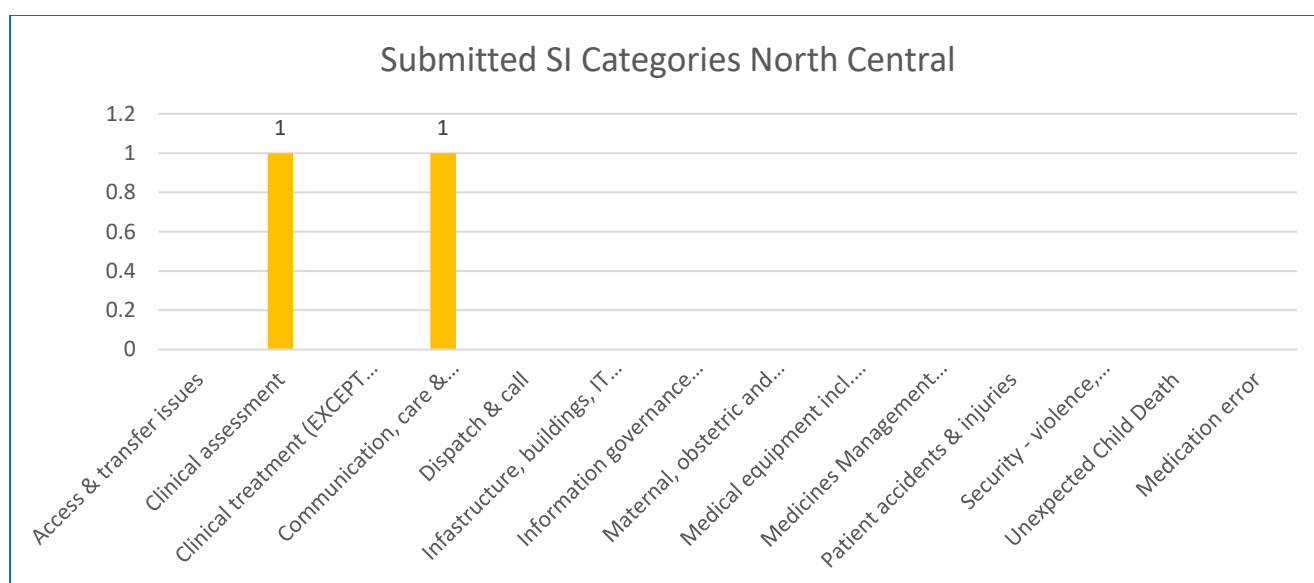 Submitted SI Categories North Central
1.2
1
0.8
0.6
0.4
0.2
0
1
1
Access & transfer issues
Clinical assessment
Clinical treatment (EXCEPT...
Communication, care &...
Dispatch & call
Infastructure, buildings, IT...
Information governance...
Maternal, obstetric and...
Medical equipment incl....
Medicines Management...
Patient accidents & injuries
Security - violence,...
Unexpected Child Death
Medication error